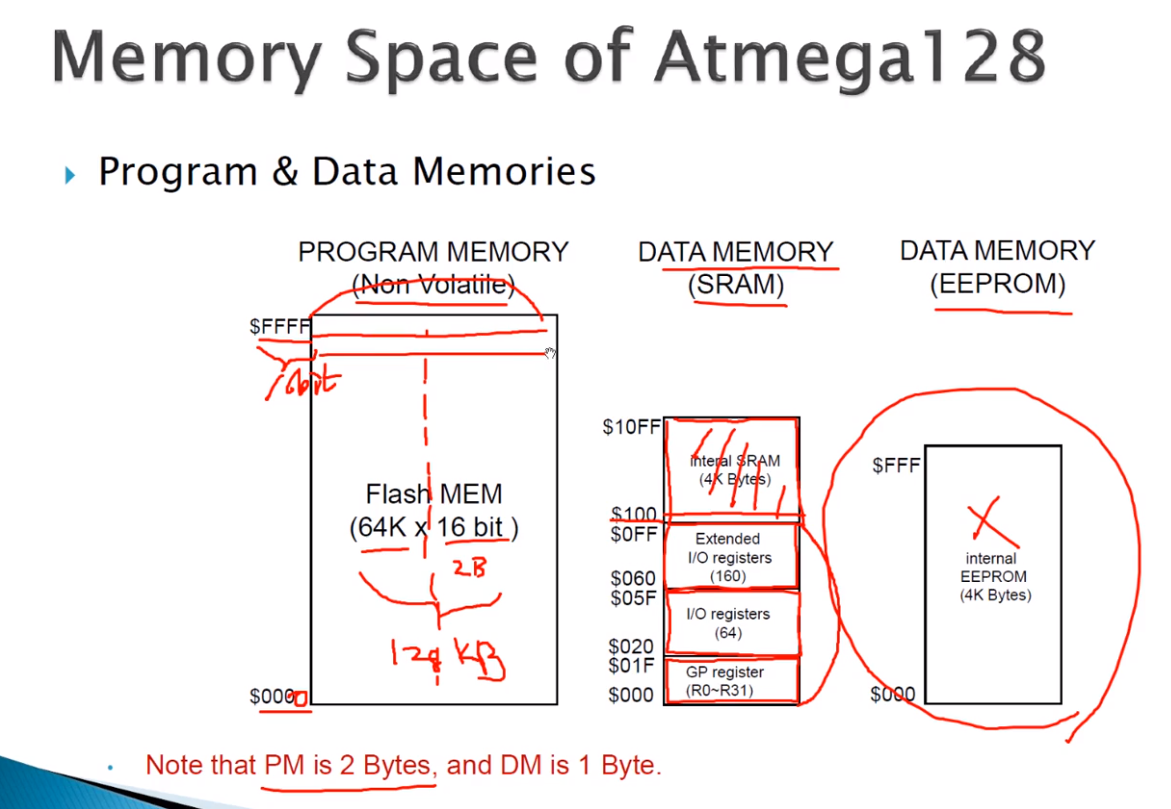 Memory Space of Atmega128
Program & Data Memories
PROGRAM MEMORY
(Non Volatile)
DATA MEMORY
(SRAM)
DATA MEMORY
(EEPROM)
$FFFF
16bit
Flash MEM
(64K x 16 bit )
2B
128 KB
$0000
$10FF
interal SRAM
(4K Bytes)
$100
$0FF
Extended
I/O registers
(160)
$060
$05F
I/O registers
(64)
$020
$01F
GP register
(R0~R31)
$000
$FFF
internal
EEPROM
(4K Bytes)
$000
Note that PM is 2 Bytes, and DM is 1 Byte.